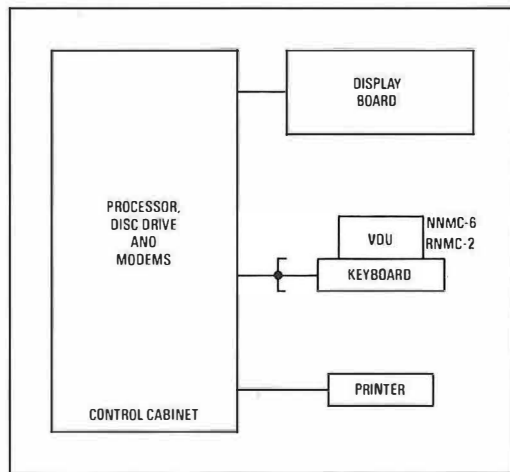 DISPLAY
BOARD
PROCESSOR,
DISC DRIVE
AND
MODEMS
VDU
NNMC-6
RNMC-2
KEYBOARD
PRINTER
CONTROL CABINET